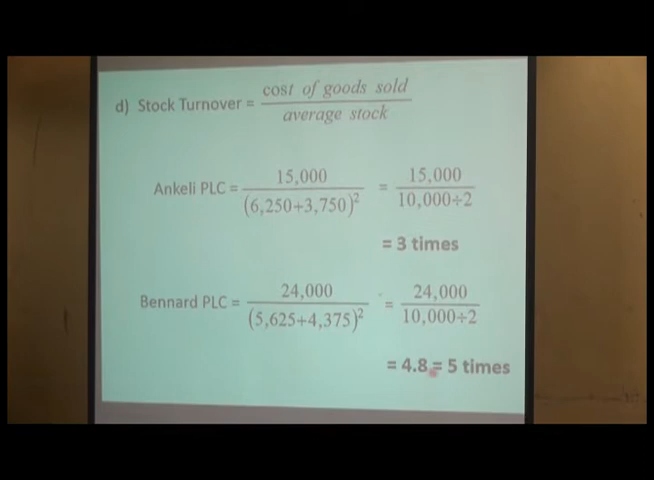 d) Stock Turnover = cost of goods sold / average stock
Ankeli PLC = 15,000 / (6,250+3,750)² = 15,000 / 10,000÷2
= 3 times
Bennard PLC = 24,000 / (5,625+4,375)² = 24,000 / 10,000÷2
= 4.8 = 5 times